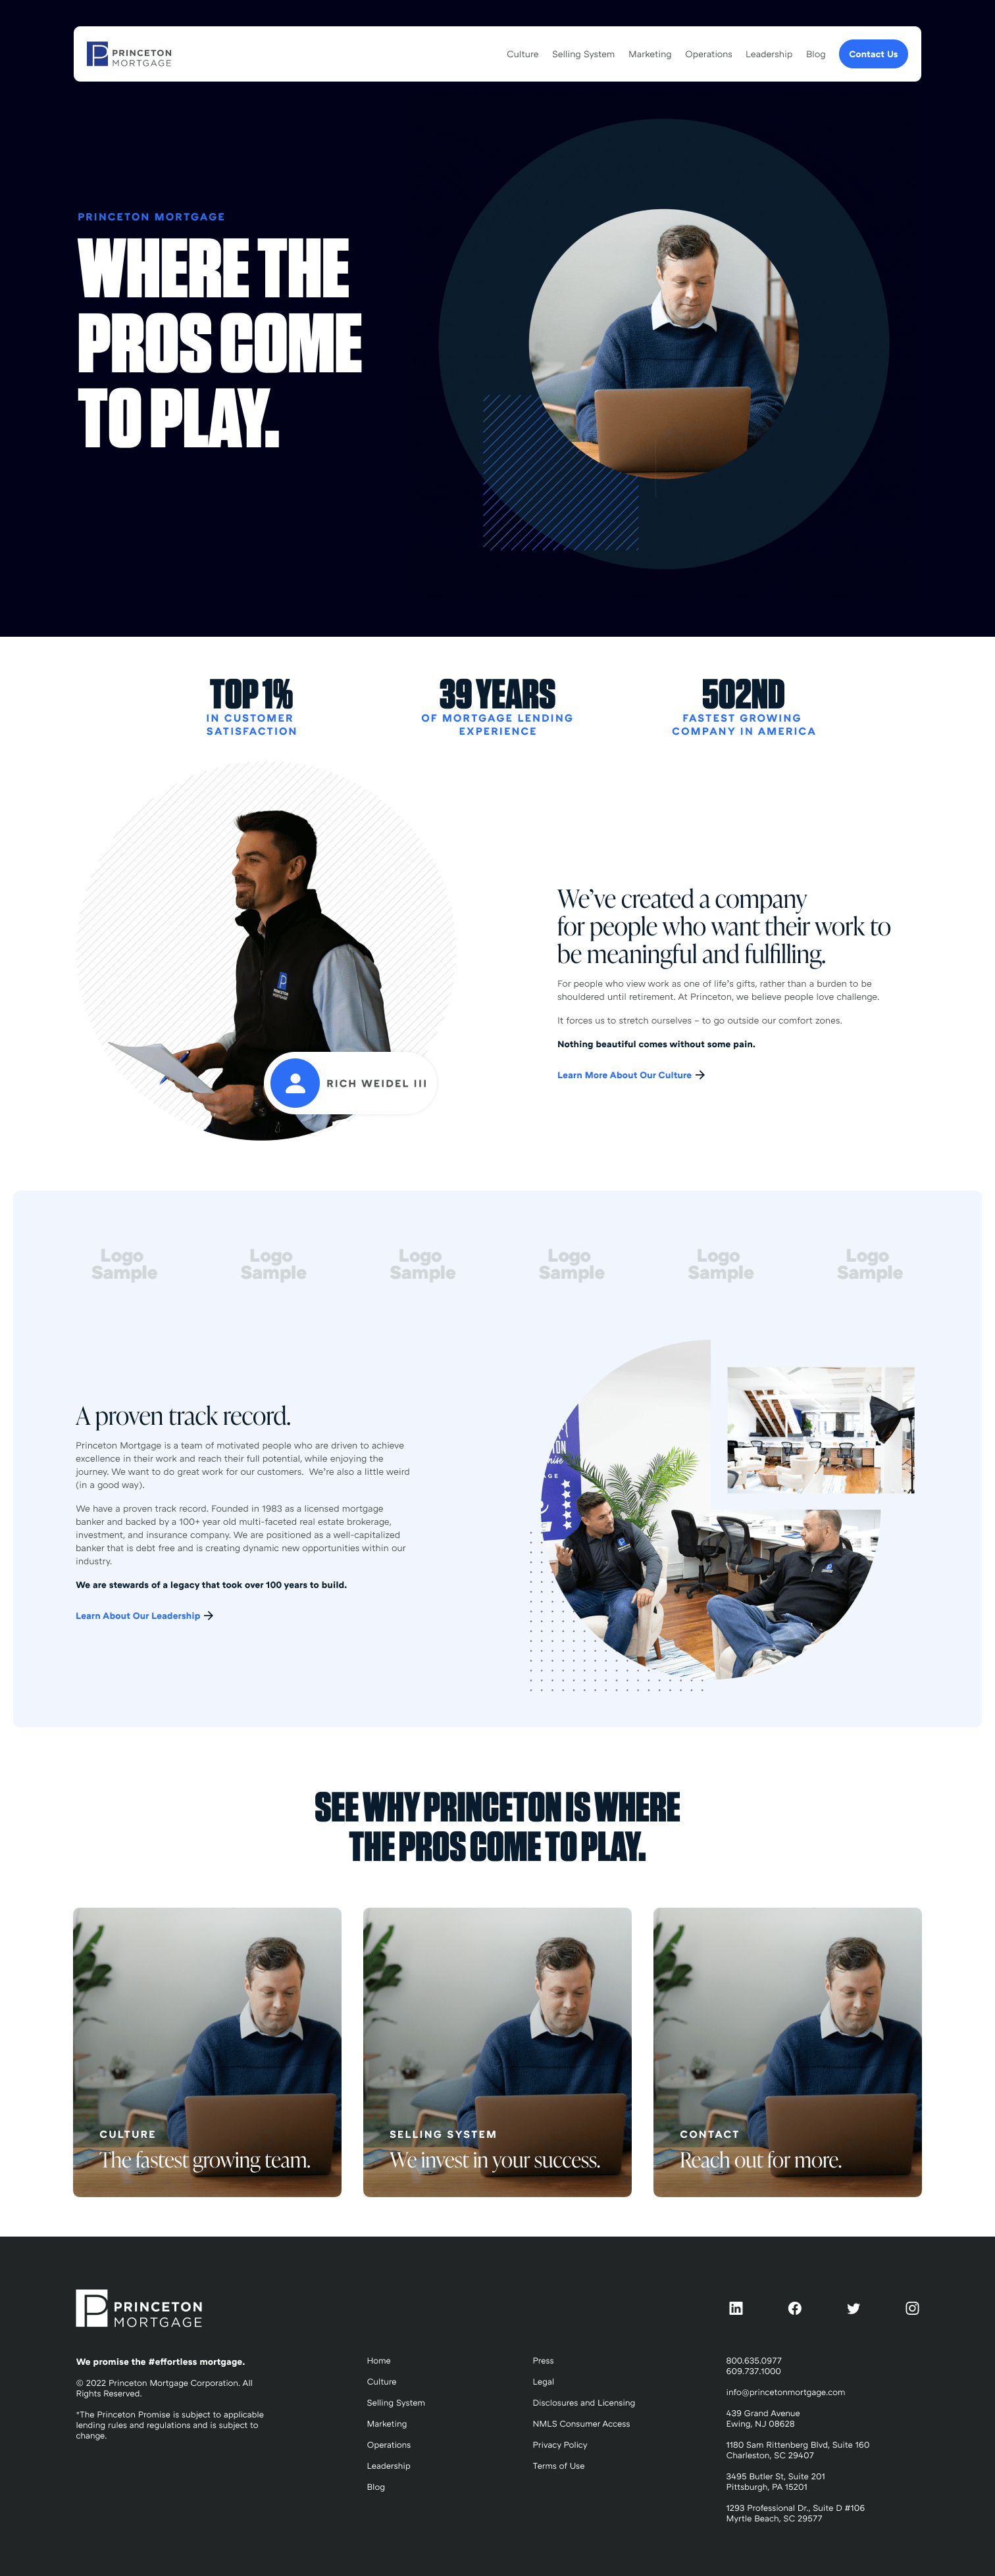 PRINCETON
MORTGAGE
Culture Selling System Marketing Operations Leadership Blog Contact Us
PRINCETON MORTGAGE
WHERE THE
PROS COME
TO PLAY.
TOP 1%
IN CUSTOMER
SATISFACTION
39 YEARS
OF MORTGAGE LENDING
EXPERIENCE
502ND
FASTEST GROWING
COMPANY IN AMERICA
PRINCETON
MORTGAGE
RICH WEIDEL III
We’ve created a company
for people who want their work to
be meaningful and fulfilling.
For people who view work as one of life’s gifts, rather than a burden to be
shouldered until retirement. At Princeton, we believe people love challenge.
It forces us to stretch ourselves – to go outside our comfort zones.
Nothing beautiful comes without some pain.
Learn More About Our Culture
Logo
Sample
Logo
Sample
Logo
Sample
Logo
Sample
Logo
Sample
Logo
Sample
A proven track record.
Princeton Mortgage is a team of motivated people who are driven to achieve
excellence in their work and reach their full potential, while enjoying the
journey. We want to do great work for our customers. We’re also a little weird
(in a good way).
We have a proven track record. Founded in 1983 as a licensed mortgage
banker and backed by a 100+ year old multi-faceted real estate brokerage,
investment, and insurance company. We are positioned as a well-capitalized
banker that is debt free and is creating dynamic new opportunities within our
industry.
We are stewards of a legacy that took over 100 years to build.
Learn About Our Leadership
SEE WHY PRINCETON IS WHERE
THE PROS COME TO PLAY.
CULTURE
The fastest growing team.
SELLING SYSTEM
We invest in your success.
CONTACT
Reach out for more.
PRINCETON
MORTGAGE
We promise the #effortless mortgage.
© 2022 Princeton Mortgage Corporation. All
Rights Reserved.
*The Princeton Promise is subject to applicable
lending rules and regulations and is subject to
change.
Home
Culture
Selling System
Marketing
Operations
Leadership
Blog
Press
Legal
Disclosures and Licensing
NMLS Consumer Access
Privacy Policy
Terms of Use
800.635.0977
609.737.1000
info@princetonmortgage.com
439 Grand Avenue
Ewing, NJ 08628
1180 Sam Rittenberg Blvd, Suite 160
Charleston, SC 29407
3495 Butler St, Suite 201
Pittsburgh, PA 15201
1293 Professional Dr., Suite D #106
Myrtle Beach, SC 29577